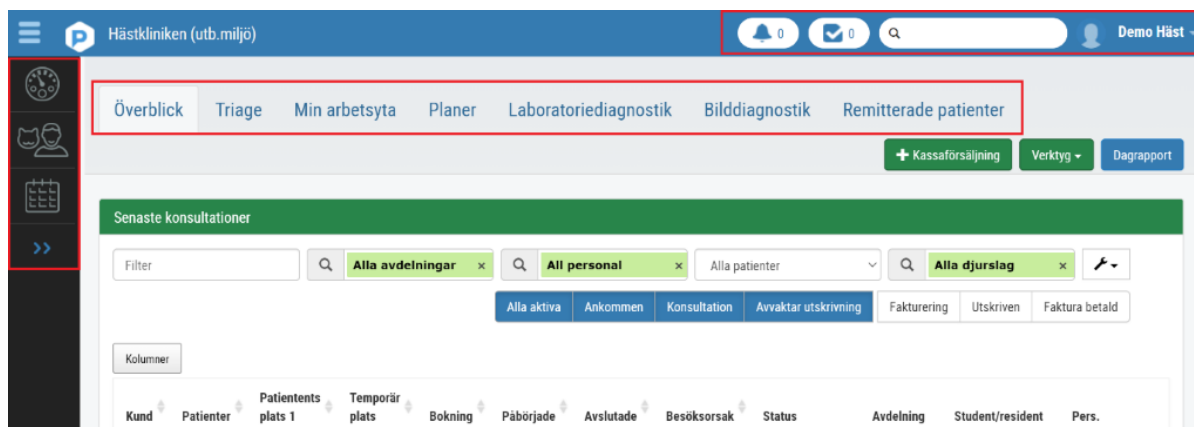 Hästkliniken (utb.miljö) 0 0 Demo Häst
Överblick Triage Min arbetsyta Planer Laboratoriediagnostik Bilddiagnostik Remitterade patienter
Kassaförsäljning Verktyg Dagrapport
Senaste konsultationer
Filter Alla avdelningar × All personal × Alla patienter Alla djurslag ×
Alla aktiva Ankommen Konsultation Avvaktar utskrivning Fakturering Utskriven Faktura betald
Kolumner
Kund Patienter Patientents plats 1 Temporär plats Bokning Påbörjade Avslutade Besöksorsak Status Avdelning Student/resident Pers.